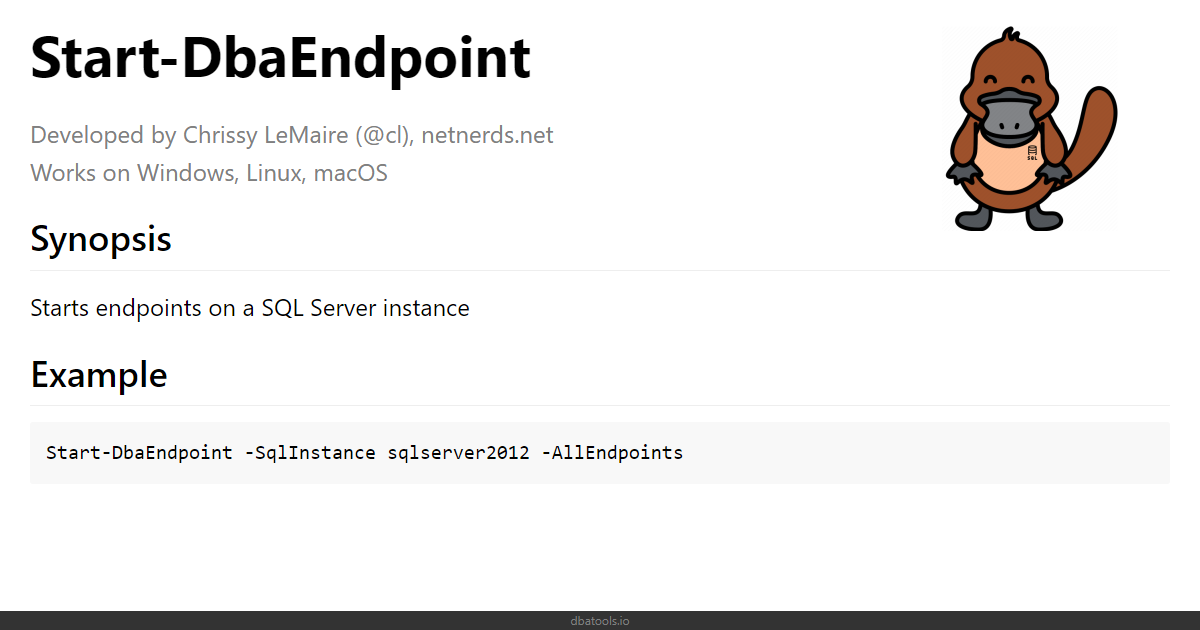 Start-DbaEndpoint
Developed by Chrissy LeMaire (@cl), netnerds.net
Works on Windows, Linux, macOS
SQL
Synopsis
Starts endpoints on a SQL Server instance
Example
Start-DbaEndpoint -SqlInstance sqlserver2012 -AllEndpoints
dbatools.io